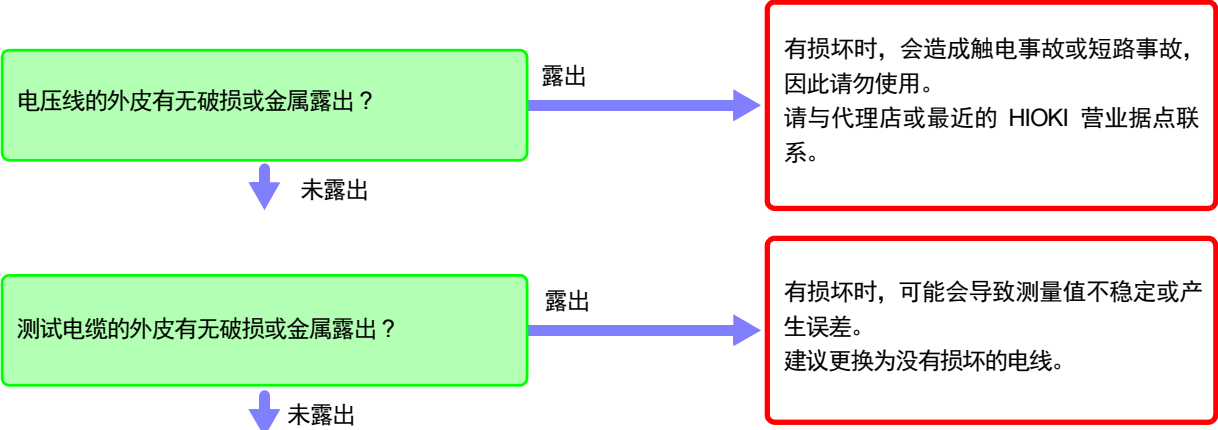 电压线的外皮有无破损或金属露出？
露出
有损坏时，会造成触电事故或短路事故，
因此请勿使用。
请与代理店或最近的 HIOKI 营业据点联
系。
未露出
测试电缆的外皮有无破损或金属露出？
露出
有损坏时，可能会导致测量值不稳定或产
生误差。
建议更换为没有损坏的电线。
未露出